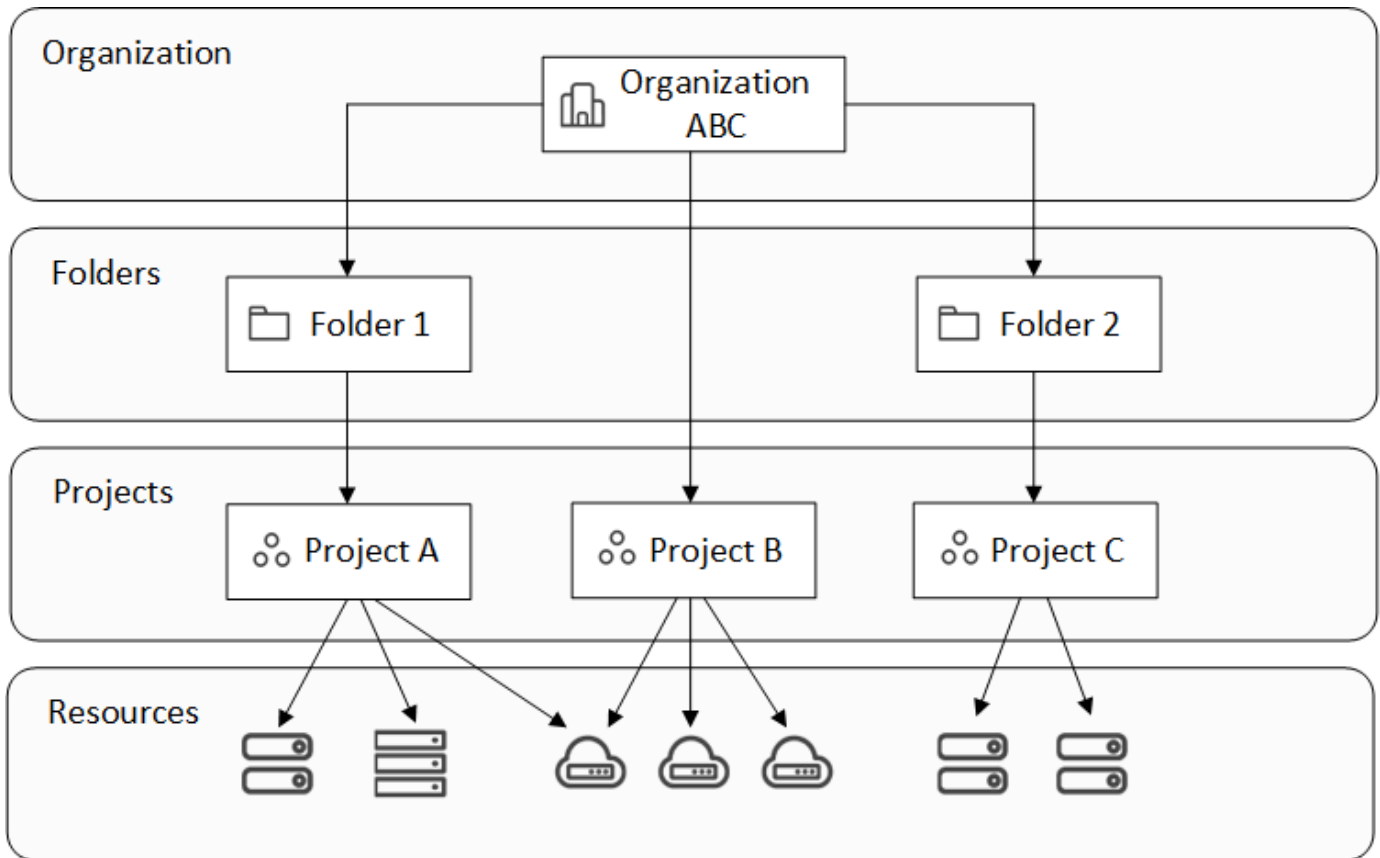 Organization
Organization
ABC
Folders
Folder 1
Folder 2
Projects
Project A
Project B
Project C
Resources